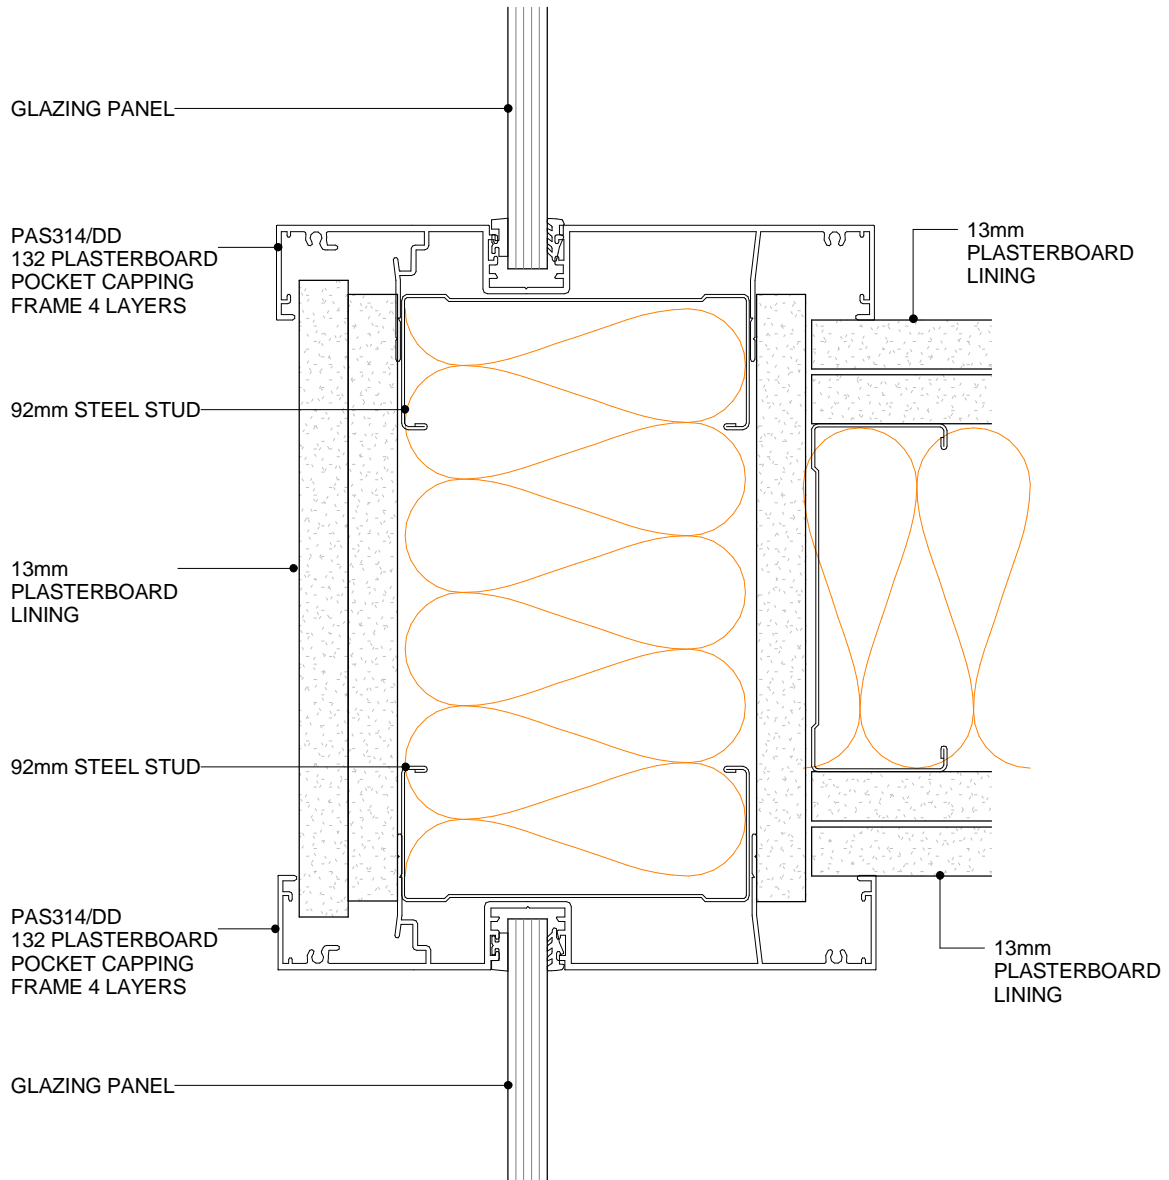 GLAZING PANEL
PAS314/DD
132 PLASTERBOARD
POCKET CAPPING
FRAME 4 LAYERS
13mm
PLASTERBOARD
LINING
92mm STEEL STUD
13mm
PLASTERBOARD
LINING
92mm STEEL STUD
PAS314/DD
132 PLASTERBOARD
POCKET CAPPING
FRAME 4 LAYERS
13mm
PLASTERBOARD
LINING
GLAZING PANEL